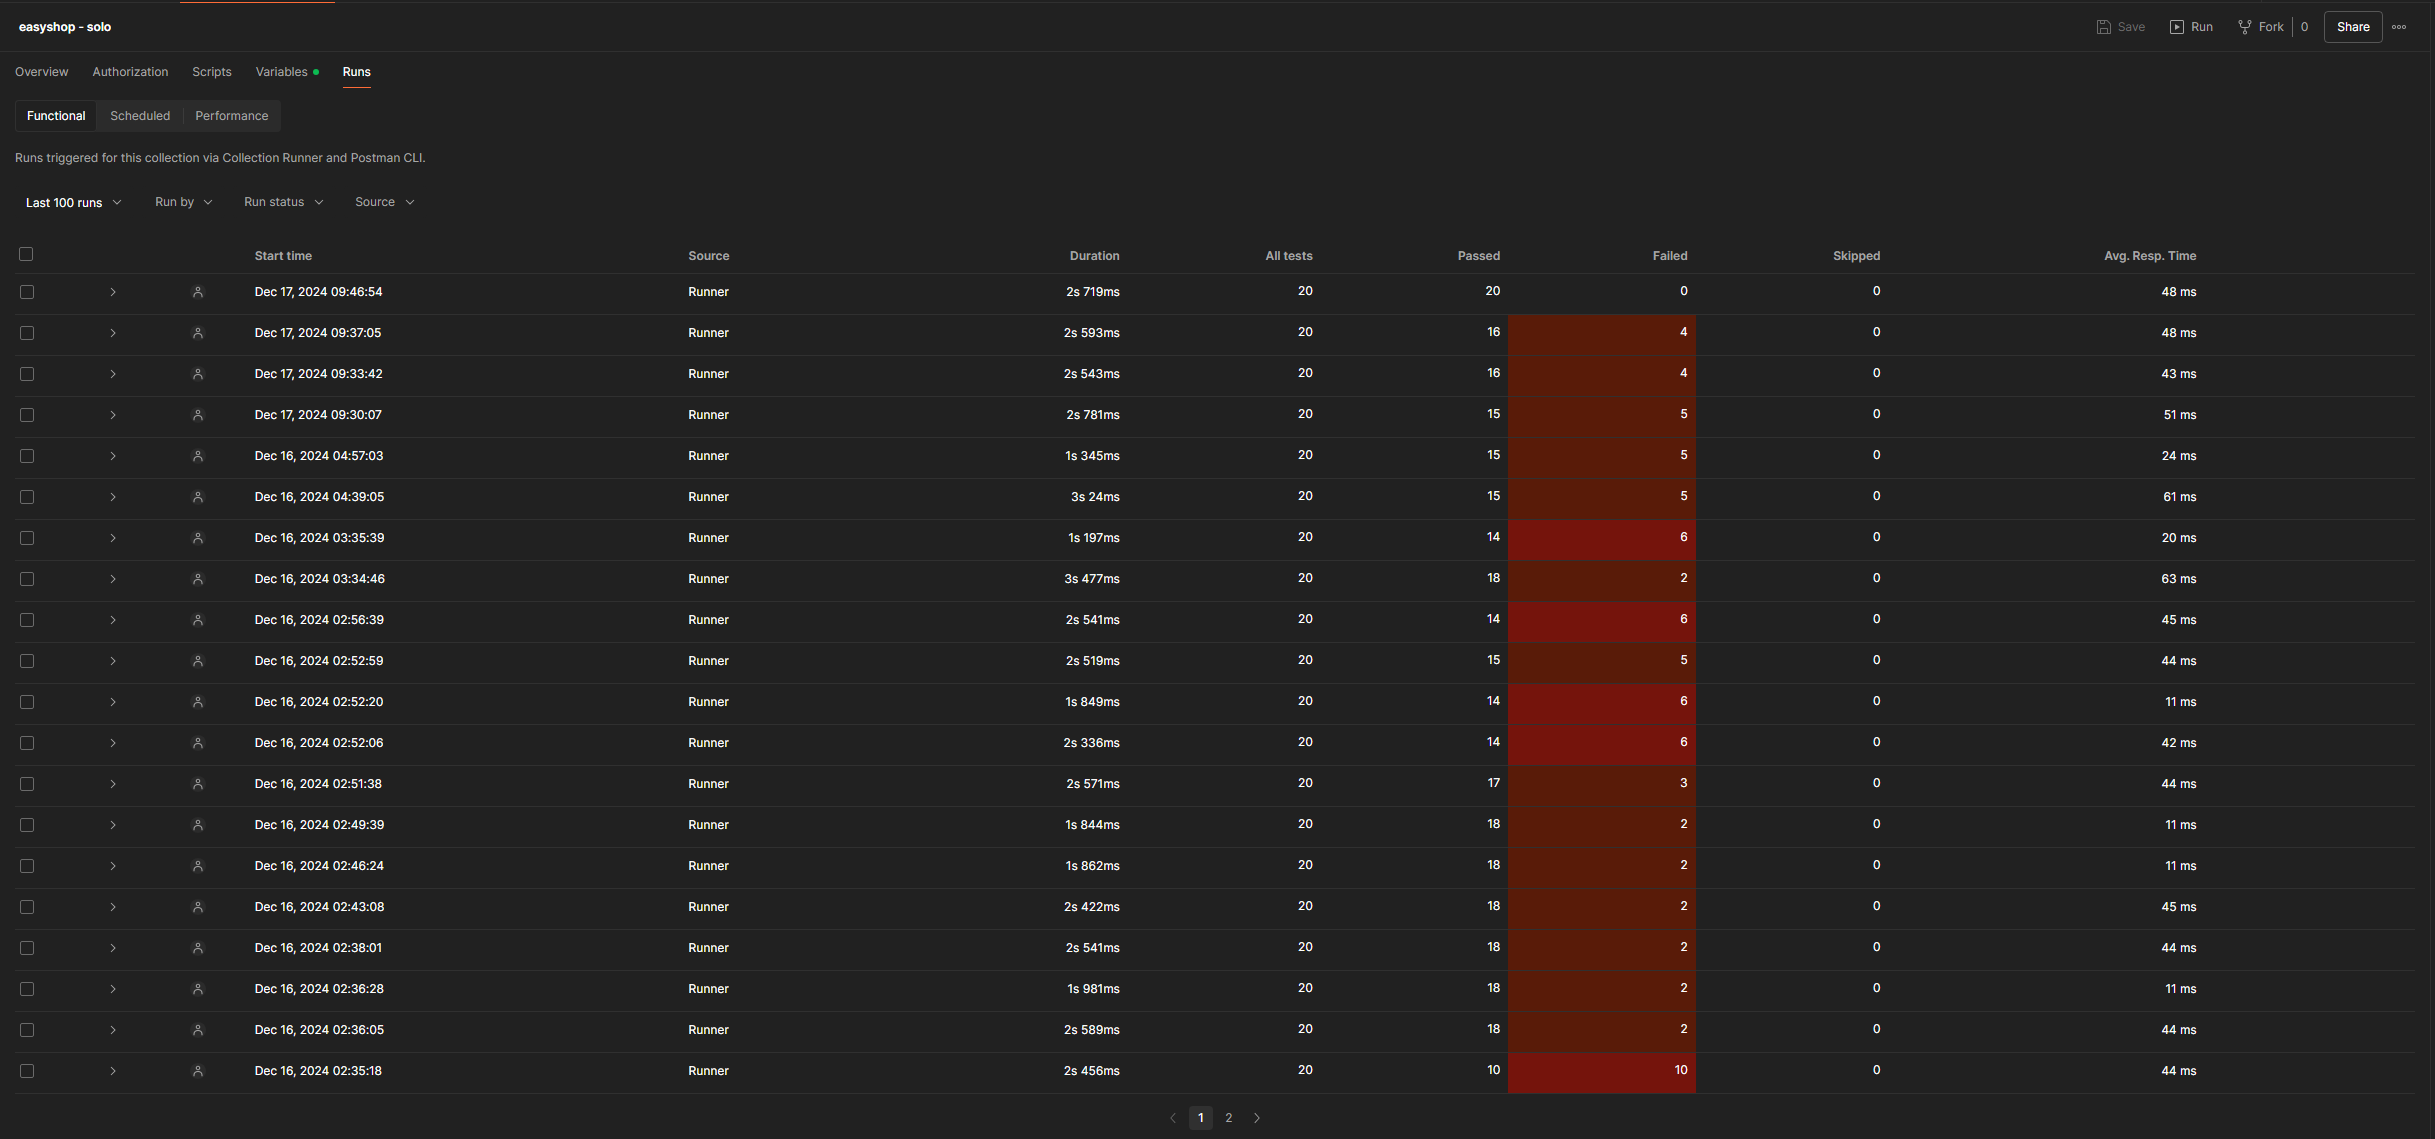 easyshop - solo Save Run Fork 0 Share
Overview Authorization Scripts Variables Runs
Functional Scheduled Performance
Runs triggered for this collection via Collection Runner and Postman CLI.
Last 100 runs Run by Run status Source
Start time Source Duration All tests Passed Failed Skipped Avg. Resp. Time
Dec 17, 2024 09:46:54 Runner 2s 719ms 20 20 0 0 48 ms
Dec 17, 2024 09:37:05 Runner 2s 593ms 20 16 4 0 48 ms
Dec 17, 2024 09:33:42 Runner 2s 543ms 20 16 4 0 43 ms
Dec 17, 2024 09:30:07 Runner 2s 781ms 20 15 5 0 51 ms
Dec 16, 2024 04:57:03 Runner 1s 345ms 20 15 5 0 24 ms
Dec 16, 2024 04:39:05 Runner 3s 24ms 20 15 5 0 61 ms
Dec 16, 2024 03:35:39 Runner 1s 197ms 20 14 6 0 20 ms
Dec 16, 2024 03:34:46 Runner 3s 477ms 20 18 2 0 63 ms
Dec 16, 2024 02:56:39 Runner 2s 541ms 20 14 6 0 45 ms
Dec 16, 2024 02:52:59 Runner 2s 519ms 20 15 5 0 44 ms
Dec 16, 2024 02:52:20 Runner 1s 849ms 20 14 6 0 11 ms
Dec 16, 2024 02:52:06 Runner 2s 336ms 20 14 6 0 42 ms
Dec 16, 2024 02:51:38 Runner 2s 571ms 20 17 3 0 44 ms
Dec 16, 2024 02:49:39 Runner 1s 844ms 20 18 2 0 11 ms
Dec 16, 2024 02:46:24 Runner 1s 862ms 20 18 2 0 11 ms
Dec 16, 2024 02:43:08 Runner 2s 422ms 20 18 2 0 45 ms
Dec 16, 2024 02:38:01 Runner 2s 541ms 20 18 2 0 44 ms
Dec 16, 2024 02:36:28 Runner 1s 981ms 20 18 2 0 11 ms
Dec 16, 2024 02:36:05 Runner 2s 589ms 20 18 2 0 44 ms
Dec 16, 2024 02:35:18 Runner 2s 456ms 20 10 10 0 44 ms
1 2